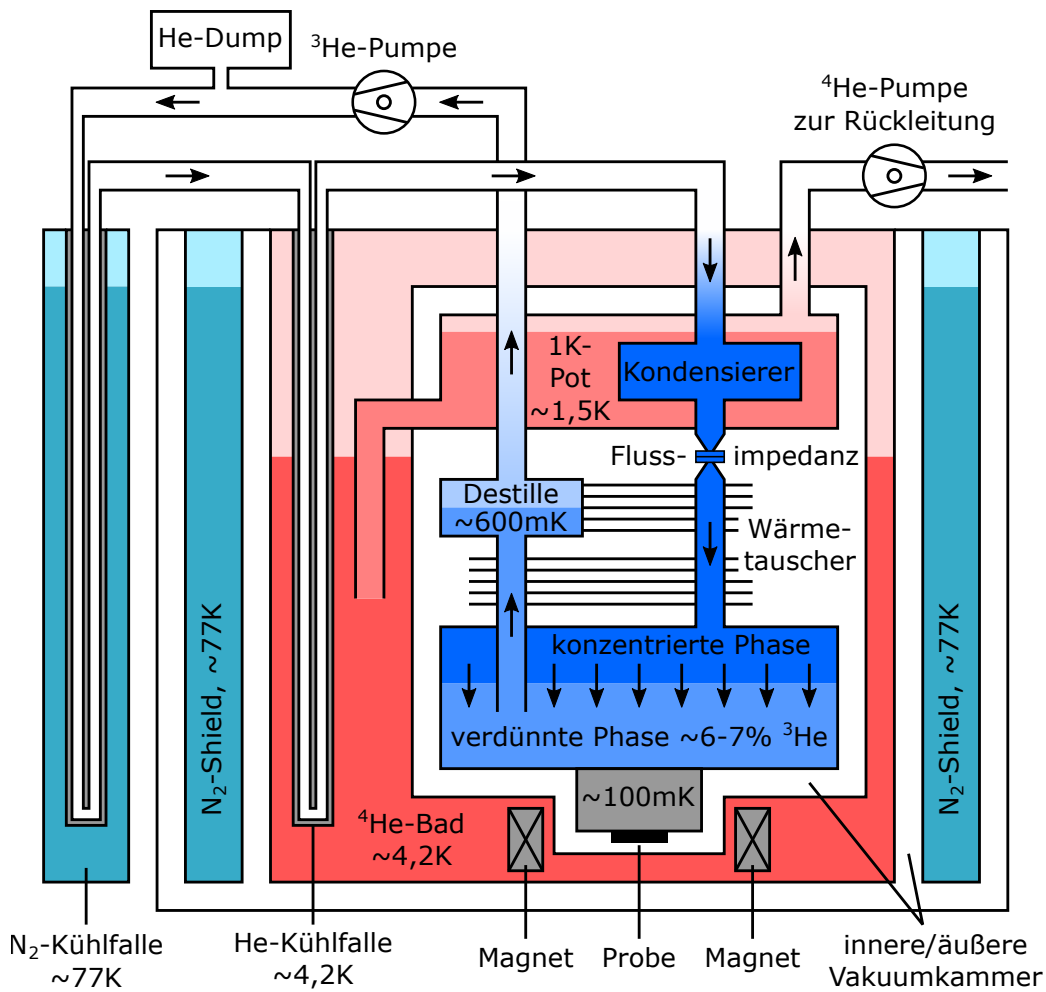 He-Dump
³He-Pumpe
⁴He-Pumpe
zur Rückleitung
1K-
Pot
~1,5K
Kondensierer
Fluss- impedanz
Destille
~600mK
Wärme-
tauscher
konzentrierte Phase
verdünnte Phase ~6-7% ³He
~100mK
N₂-Shield, ~77K
N₂-Shield, ~77K
⁴He-Bad
~4,2K
N₂-Kühlfalle
~77K
He-Kühlfalle
~4,2K
Magnet
Probe
Magnet
innere/äußere
Vakuumkammer